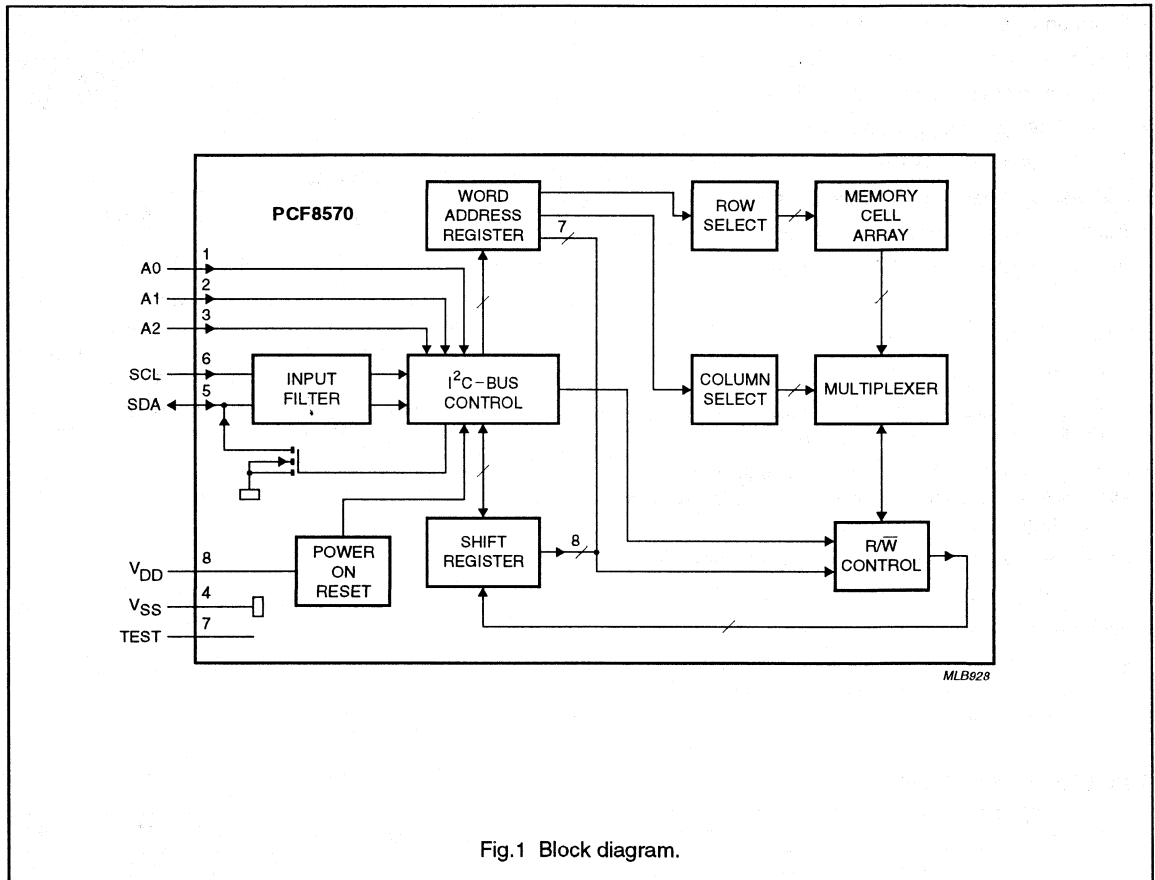 PCF8570
WORD
ADDRESS
REGISTER
ROW
SELECT
MEMORY
CELL
ARRAY
7
A0
1
A1
2
A2
3
SCL
6
SDA
5
INPUT
FILTER
I²C-BUS
CONTROL
COLUMN
SELECT
MULTIPLEXER
POWER
ON
RESET
SHIFT
REGISTER
8
R/W̅
CONTROL
VDD
8
VSS
4
TEST
7
MLB928
Fig.1 Block diagram.